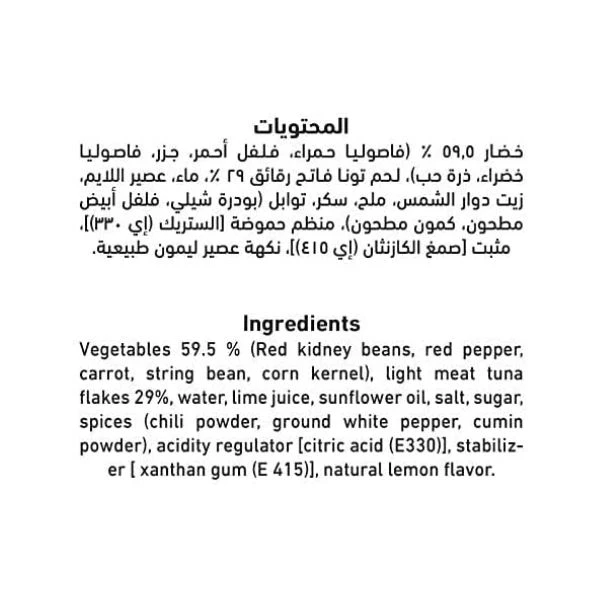 المحتويات
خضار ٥٩,٥ ٪ (فاصوليا حمراء، فلفل أحمر، جزر، فاصوليا
خضراء، ذرة حب)، لحم تونا فاتح رقائق ٢٩ ٪، ماء، عصير اللايم،
زيت دوار الشمس، ملح، سكر، توابل (بودرة شيلي، فلفل أبيض
مطحون، كمون مطحون)، منظم حموضة [الستريك (إي ٣٣٠)]،
مثبت [صمغ الكازنثان (إي ٤١٥)]، نكهة عصير ليمون طبيعية.
Ingredients
Vegetables 59.5 % (Red kidney beans, red pepper,
carrot, string bean, corn kernel), light meat tuna
flakes 29%, water, lime juice, sunflower oil, salt, sugar,
spices (chili powder, ground white pepper, cumin
powder), acidity regulator [citric acid (E330)], stabiliz-
er [ xanthan gum (E 415)], natural lemon flavor.